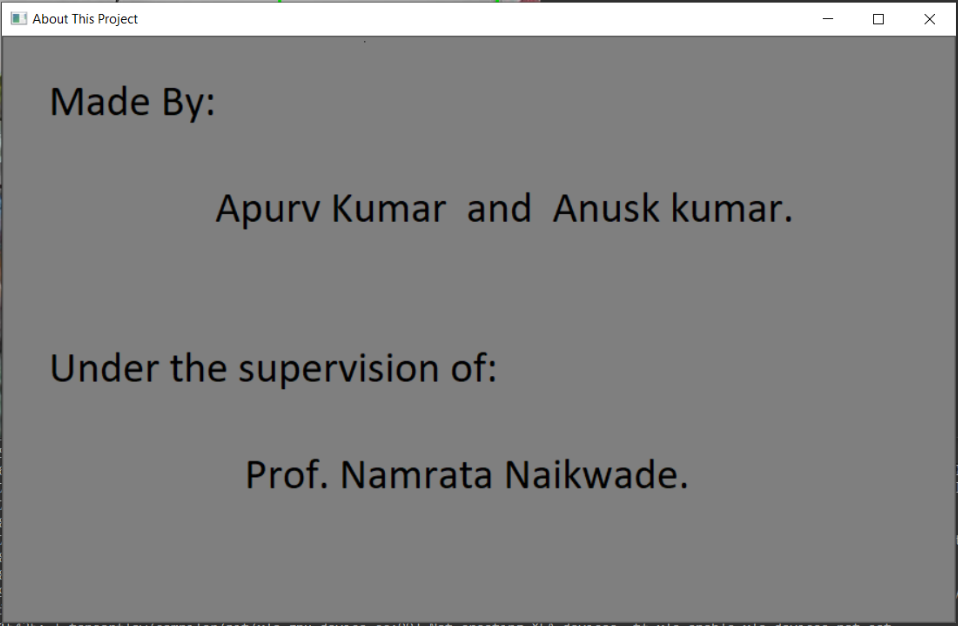 About This Project
Made By:
Apurv Kumar and Anusk kumar.
Under the supervision of:
Prof. Namrata Naikwade.